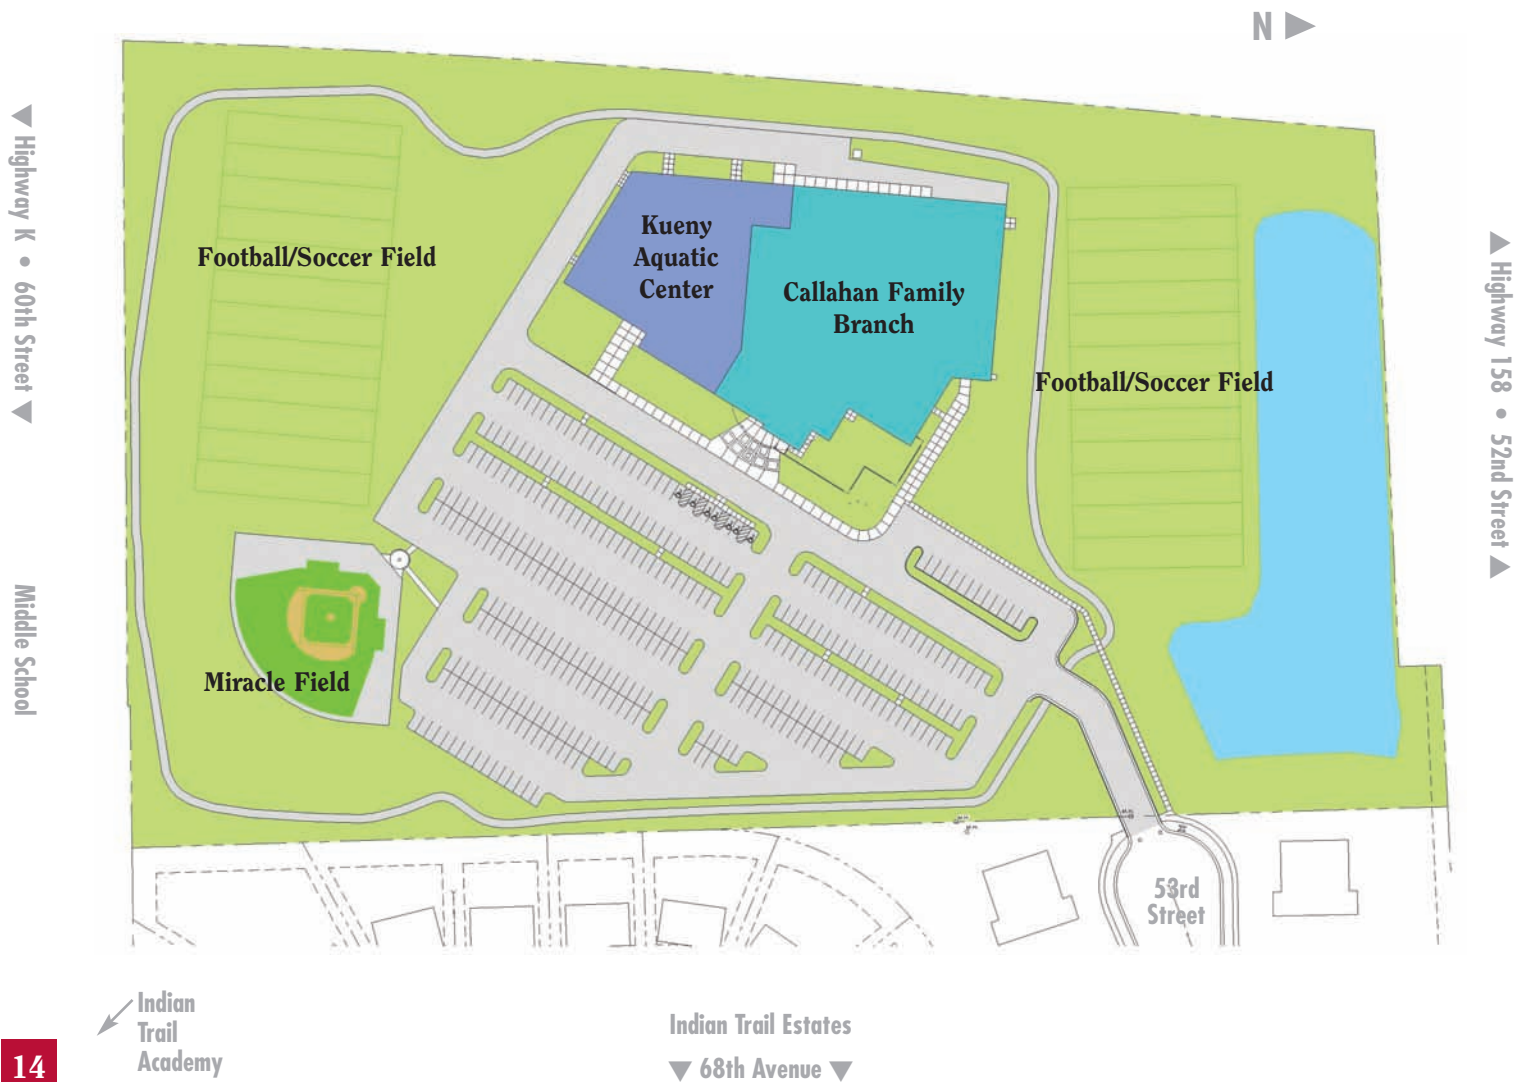 N
Highway K • 60th Street
Middle School
Highway 158 • 52nd Street
Kueny
Aquatic
Center
Callahan Family
Branch
Football/Soccer Field
Football/Soccer Field
Miracle Field
53rd
Street
Indian
Trail
Academy
Indian Trail Estates
68th Avenue
14